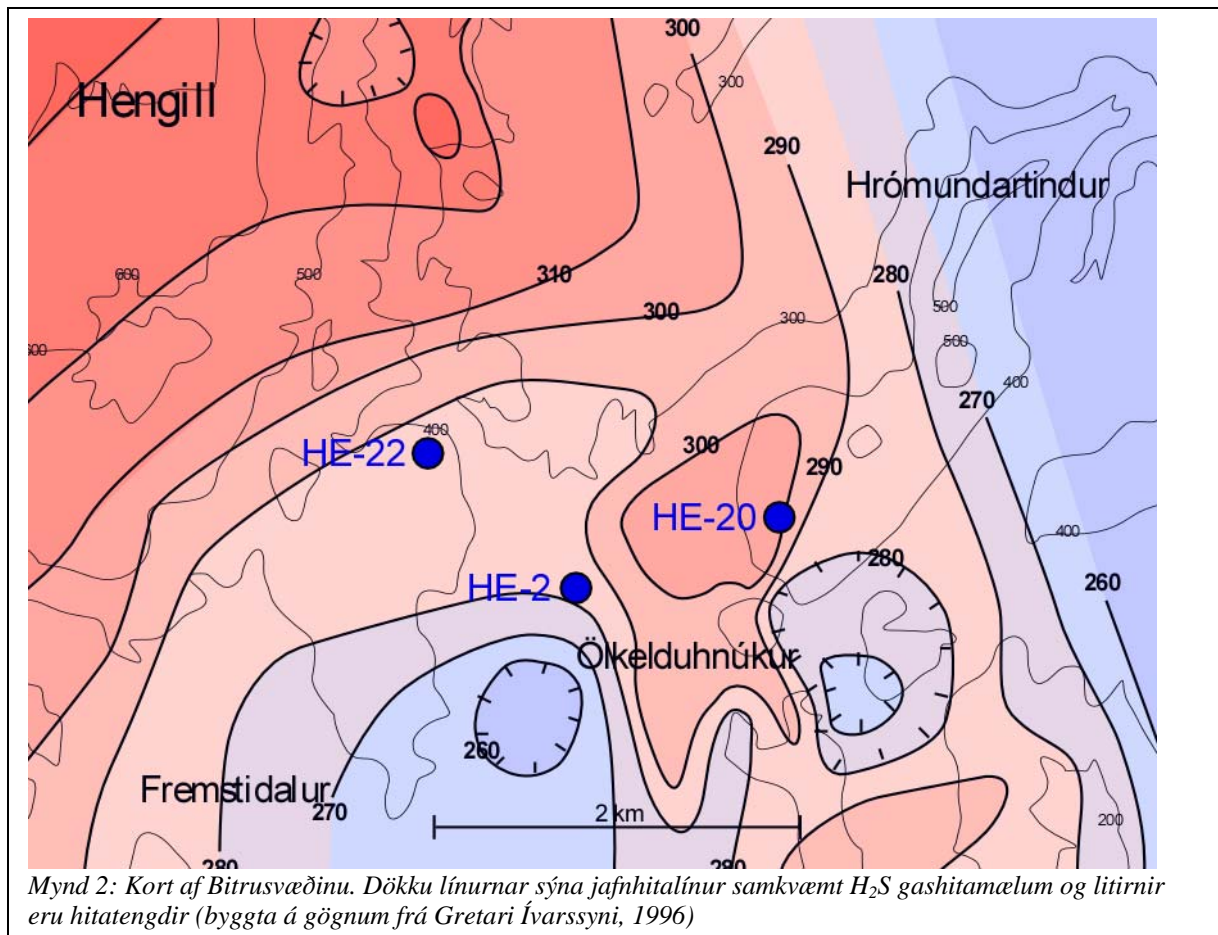 300
300
Hengill
290
Hrómundartindur
600
500
310
280
500
300
300
500
600
400
270
400
HE-22
300
290
HE-20
400
280
260
HE-2
Ölkelduhnúkur
260
Fremstidalur
270
2 km
200
280
280
Mynd 2: Kort af Bitrusvæðinu. Dökku línurnar sýna jafnhitalínur samkvæmt H₂S gashitamælum og litirnir
eru hitatengdir (byggta á gögnum frá Gretari Ívarssyni, 1996)